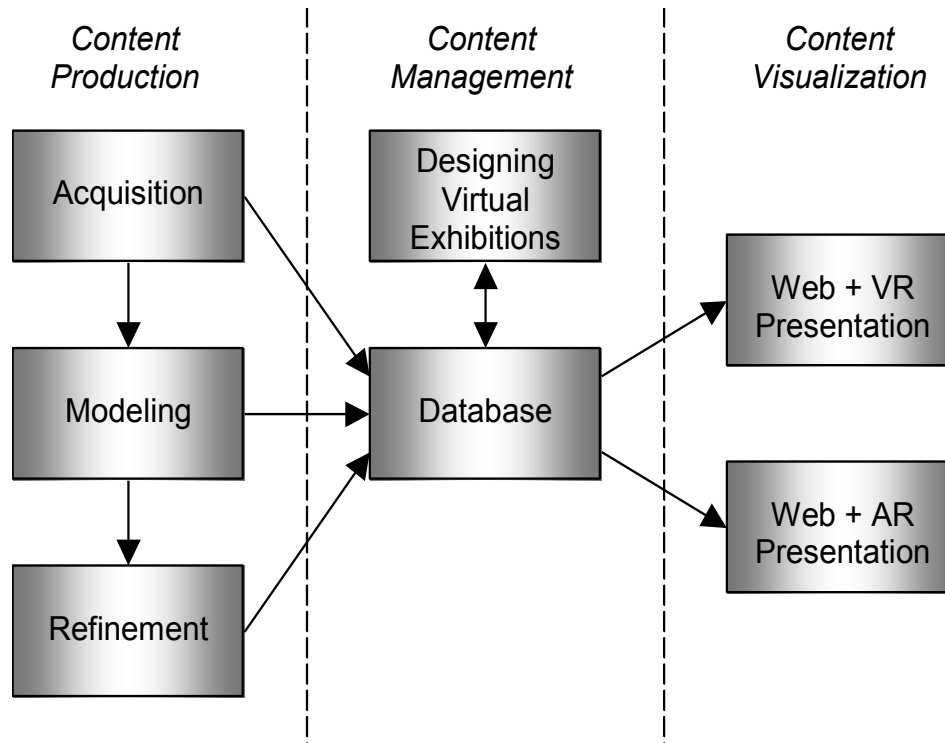 Content
Production
Content
Management
Content
Visualization
Acquisition
Designing
Virtual
Exhibitions
Web + VR
Presentation
Modeling
Database
Web + AR
Presentation
Refinement